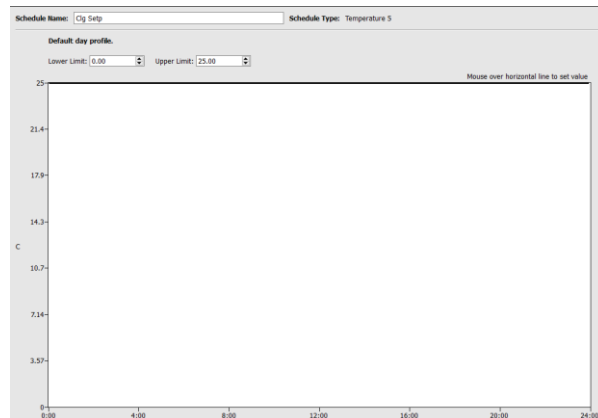 Schedule Name: Clg Setp Schedule Type: Temperature 5
Default day profile.
Lower Limit: 0.00 Upper Limit: 25.00
Mouse over horizontal line to set value
25
21.4
17.9
14.3
C
10.7
7.14
3.57
0
0:00 4:00 8:00 12:00 16:00 20:00 24:00